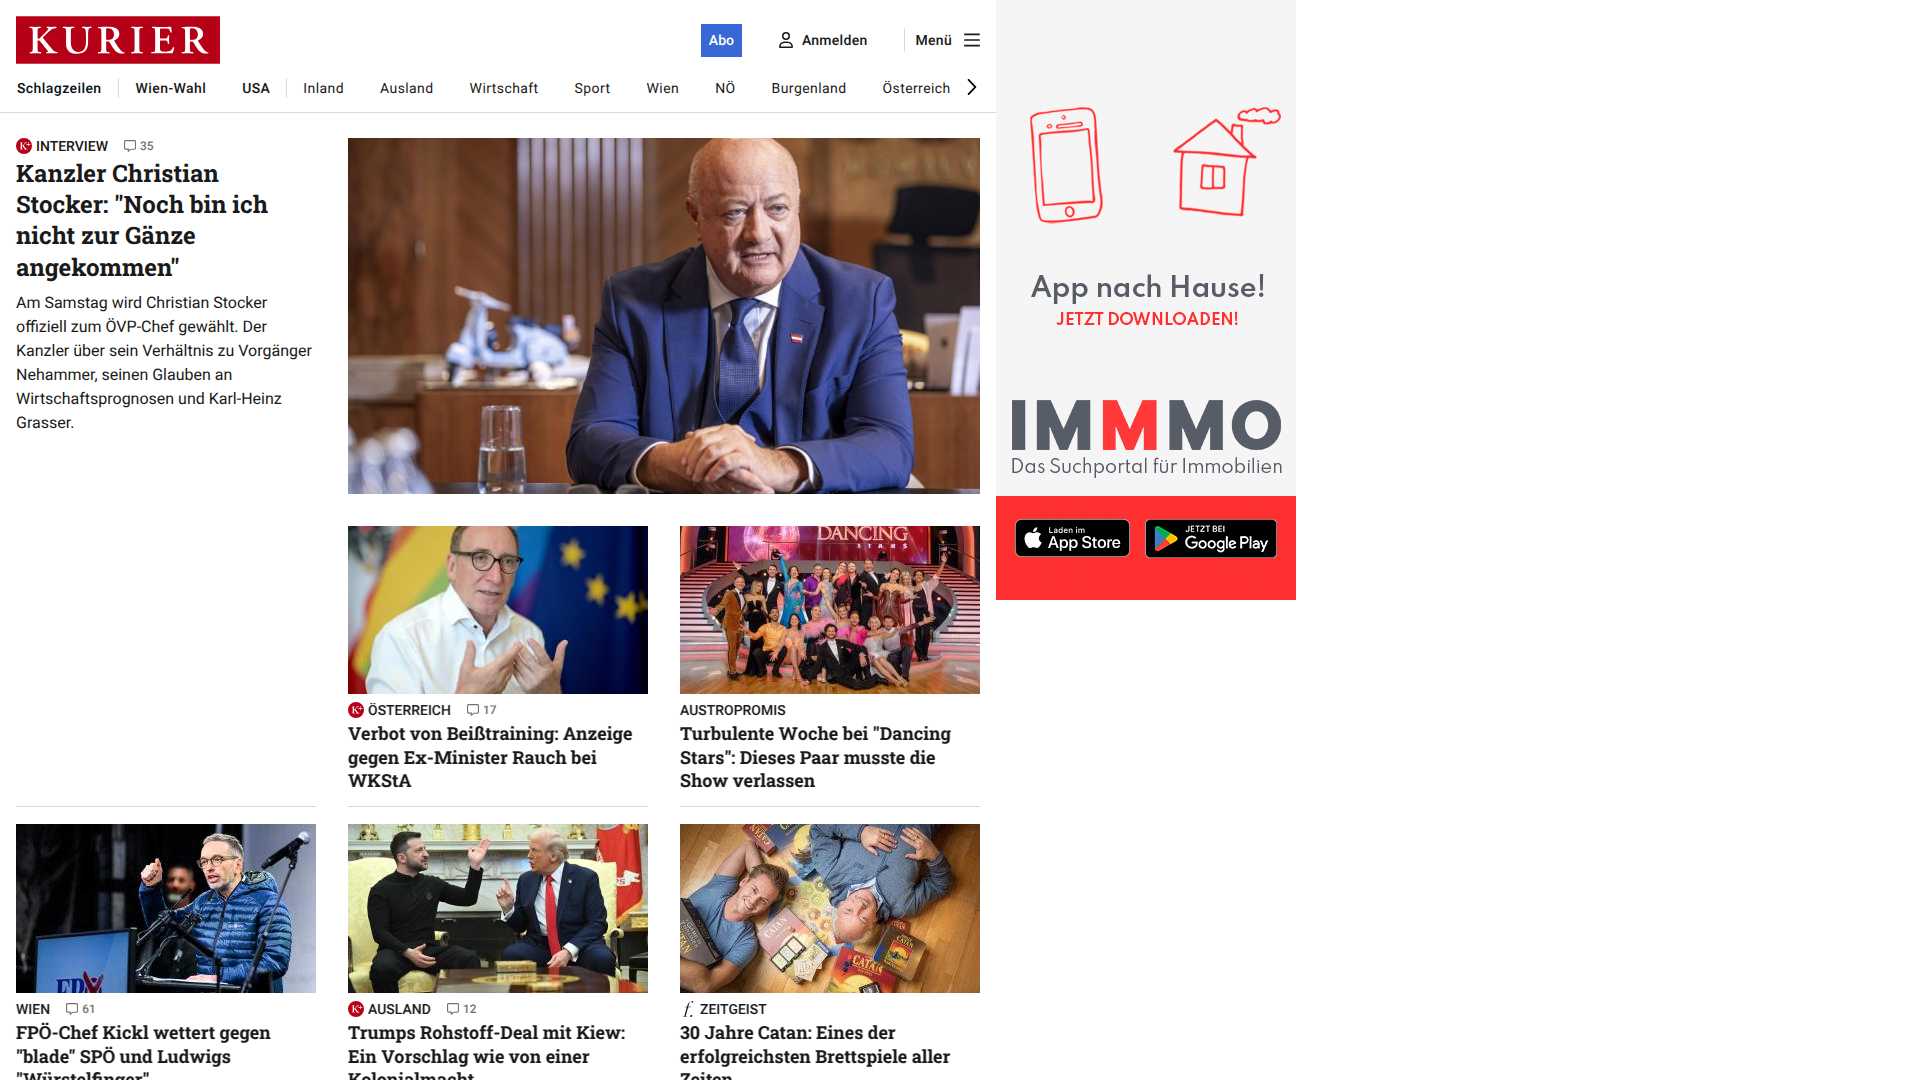 KURIER
Abo
Anmelden
Menü
Schlagzeilen
Wien-Wahl
USA
Inland
Ausland
Wirtschaft
Sport
Wien
NÖ
Burgenland
Österreich
K+ INTERVIEW 35
Kanzler Christian
Stocker: "Noch bin ich
nicht zur Gänze
angekommen"
Am Samstag wird Christian Stocker
offiziell zum ÖVP-Chef gewählt. Der
Kanzler über sein Verhältnis zu Vorgänger
Nehammer, seinen Glauben an
Wirtschaftsprognosen und Karl-Heinz
Grasser.
DANCING
STARS
K+ ÖSTERREICH 17
Verbot von Beißtraining: Anzeige
gegen Ex-Minister Rauch bei
WKStA
AUSTROPROMIS
Turbulente Woche bei "Dancing
Stars": Dieses Paar musste die
Show verlassen
CATAN
CATAN
CATAN
WIEN 61
FPÖ-Chef Kickl wettert gegen
"blade" SPÖ und Ludwigs
"Würstelfinger"
K+ AUSLAND 12
Trumps Rohstoff-Deal mit Kiew:
Ein Vorschlag wie von einer
Kolonialmacht
f. ZEITGEIST
30 Jahre Catan: Eines der
erfolgreichsten Brettspiele aller
Zeiten
App nach Hause!
JETZT DOWNLOADEN!
IMMMO
Das Suchportal für Immobilien
Laden im
App Store
JETZT BEI
Google Play